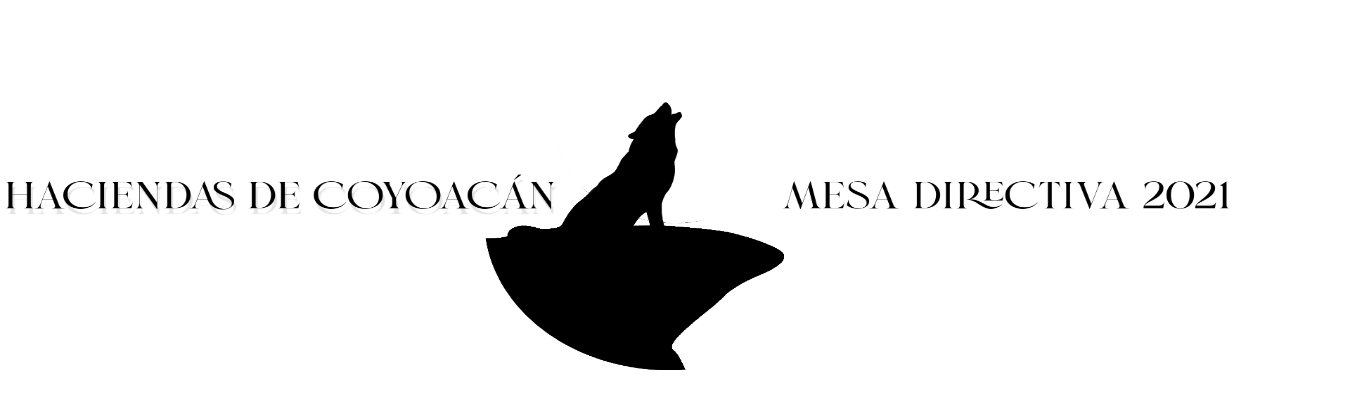 HACIENDAS DE COYOACÁN MESA DIRECTIVA 2021